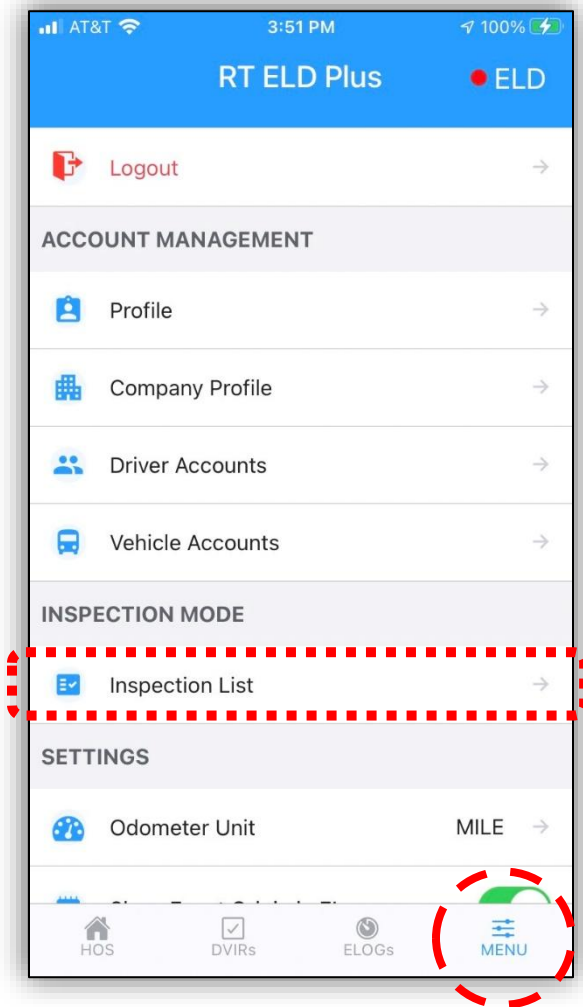 AT&T 3:51 PM 100%
RT ELD Plus ELD
Logout
ACCOUNT MANAGEMENT
Profile
Company Profile
Driver Accounts
Vehicle Accounts
INSPECTION MODE
Inspection List
SETTINGS
Odometer Unit MILE
HOS DVIRs ELOGs MENU